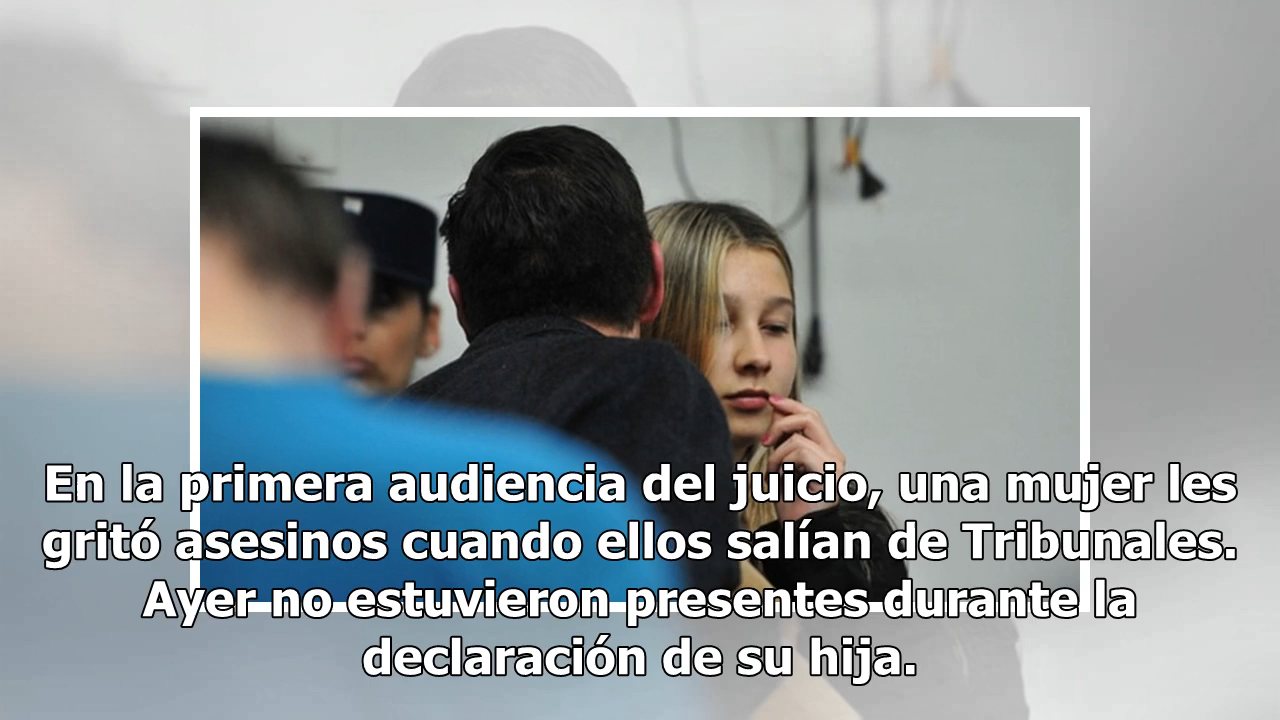 En la primera audiencia del juicio, una mujer les
gritó asesinos cuando ellos salían de Tribunales.
Ayer no estuvieron presentes durante la
declaración de su hija.